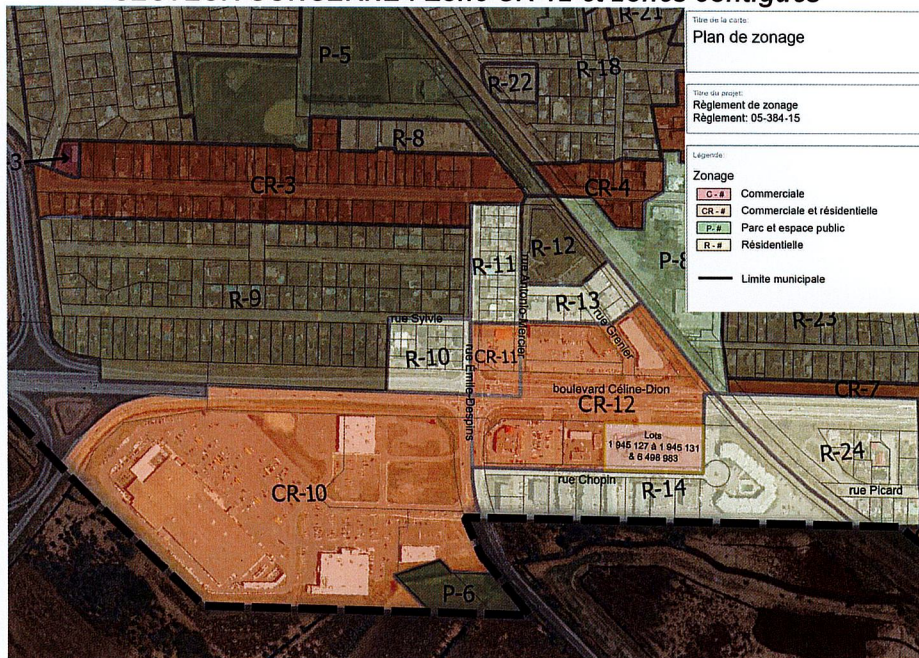 Titre de la carte:
Plan de zonage
Titre du projet:
Règlement de zonage
Règlement: 05-384-15
Légende:
Zonage
C - # Commerciale
CR - # Commerciale et résidentielle
P- # Parc et espace public
R - # Résidentielle
Limite municipale
R-21
P-5
R-18
R-22
R-8
3
CR-3
CR-4
R-12
P-8
R-11
rue Antonio-Mercier
R-13
R-9
rue Sylvie
rue Grenier
R-23
R-10
CR-11
rue Émile-Despins
boulevard Céline-Dion
CR-7
CR-12
Lots
1 945 127 à 1 945 131
& 6 498 983
R-24
rue Chopin
R-14
rue Picard
CR-10
P-6